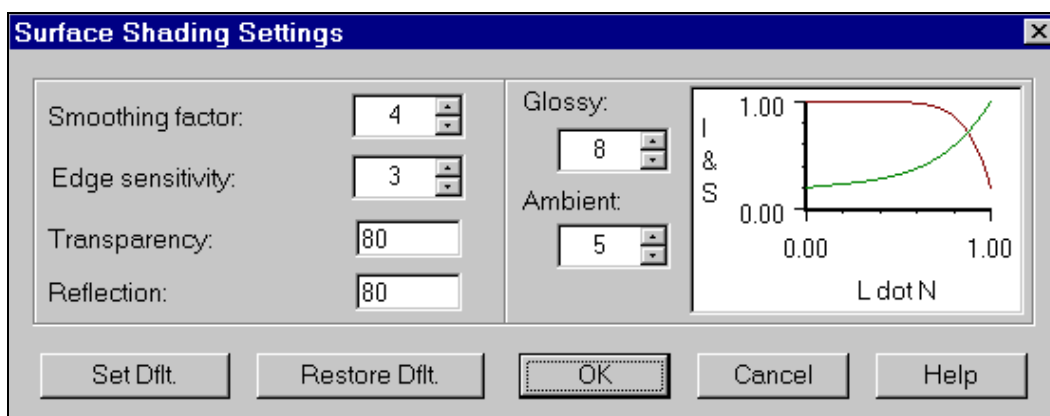 Surface Shading Settings
Smoothing factor: 4
Edge sensitivity: 3
Transparency: 80
Reflection: 80
Glossy:
8
Ambient:
5
I
&
S
1.00
0.00
0.00 1.00
L dot N
Set Dflt. Restore Dflt. OK Cancel Help